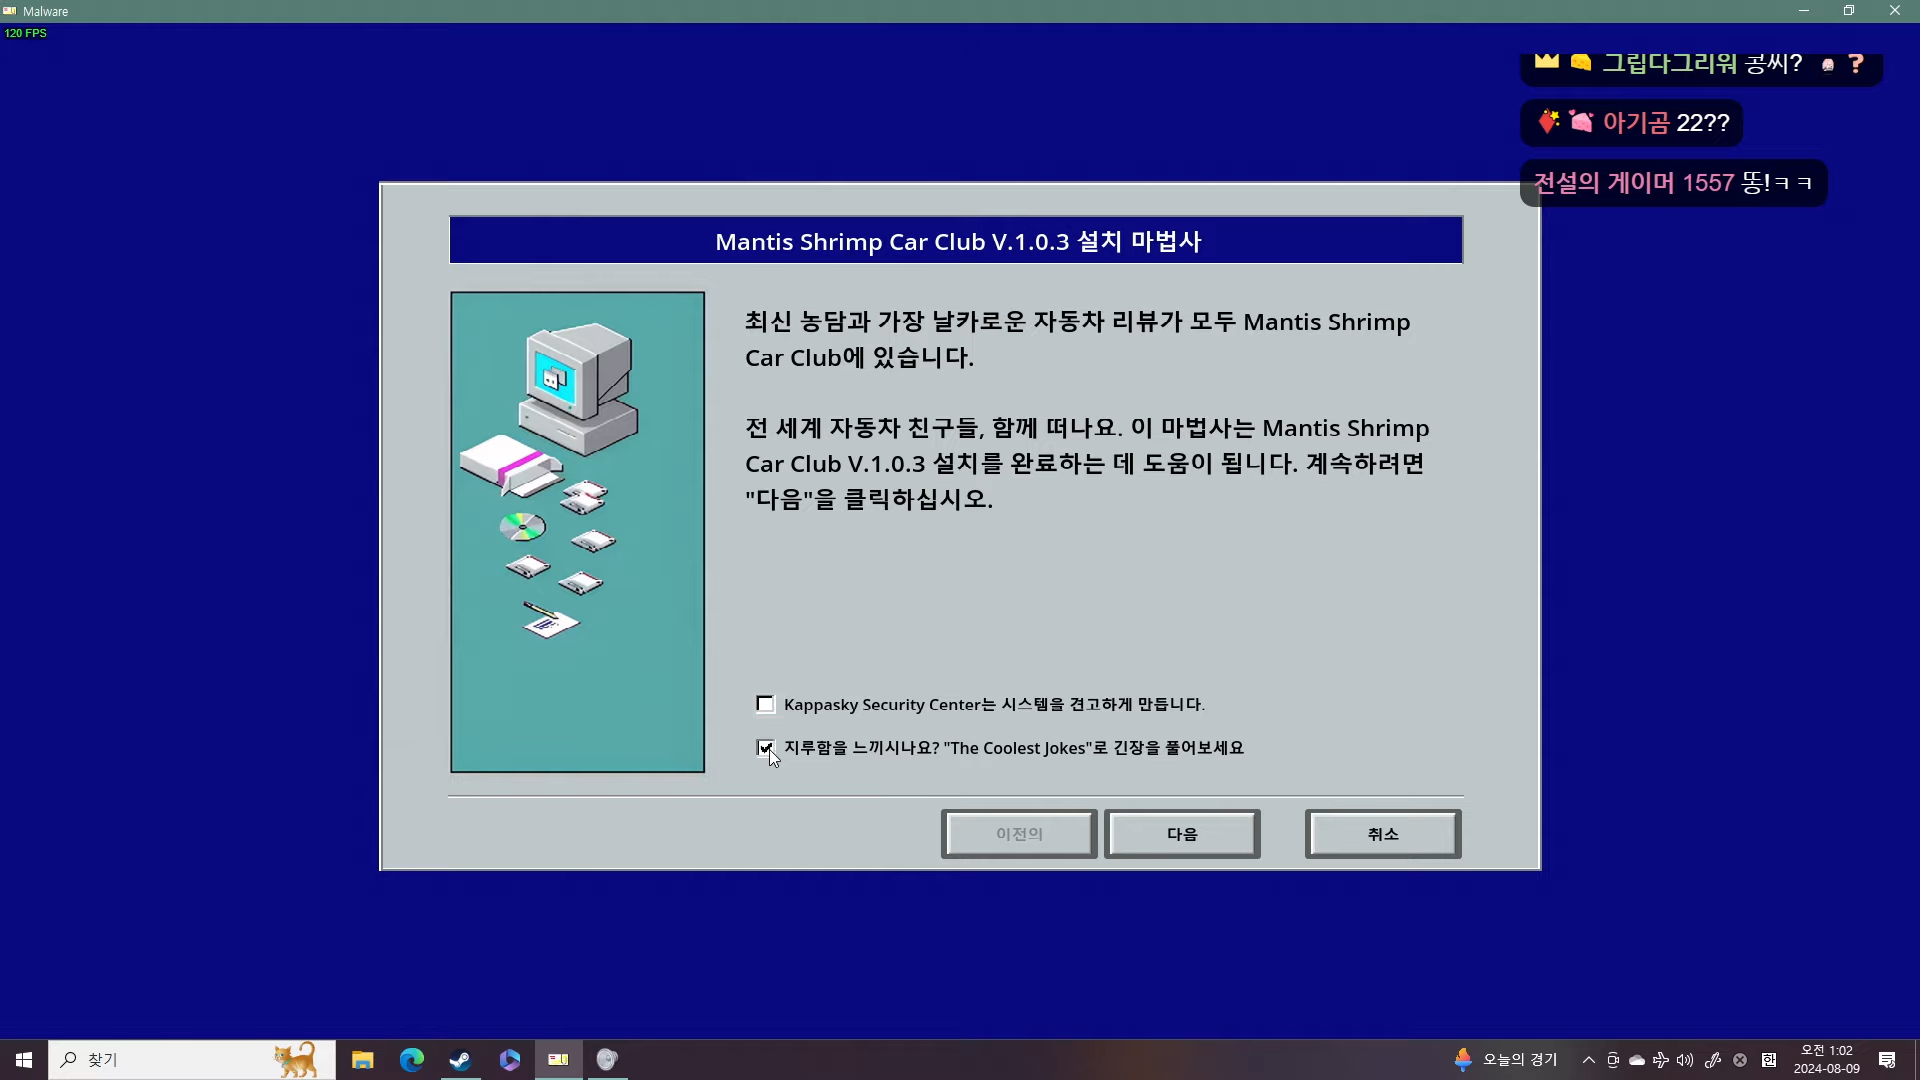 Malware
120 FPS
그립다그리워 콩씨? ?
아기곰 22??
전설의 게이머 1557 똥!ㅋㅋ
Mantis Shrimp Car Club V.1.0.3 설치 마법사
최신 농담과 가장 날카로운 자동차 리뷰가 모두 Mantis Shrimp
Car Club에 있습니다.
전 세계 자동차 친구들, 함께 떠나요. 이 마법사는 Mantis Shrimp
Car Club V.1.0.3 설치를 완료하는 데 도움이 됩니다. 계속하려면
"다음"을 클릭하십시오.
Kappasky Security Center는 시스템을 견고하게 만듭니다.
지루함을 느끼시나요? "The Coolest Jokes"로 긴장을 풀어보세요
이전의
다음
취소
찾기
오늘의 경기
한
오전 1:02
2024-08-09